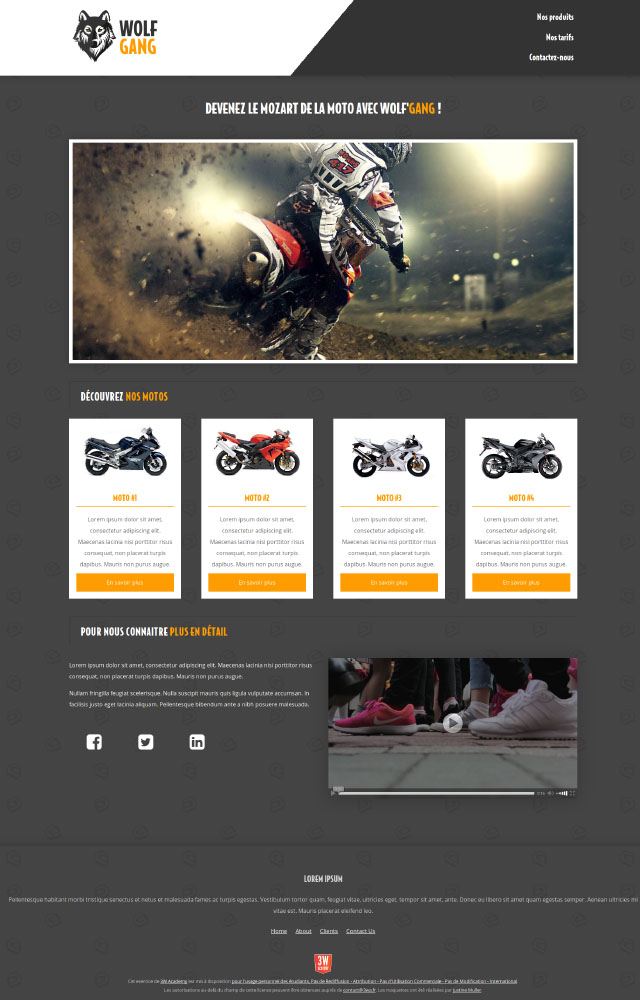 WOLF
GANG
Nos produits
Nos tarifs
Contactez-nous
DEVENEZ LE MOZART DE LA MOTO AVEC WOLF'GANG !
DÉCOUVREZ NOS MOTOS
MOTO #1
Lorem ipsum dolor sit amet,
consectetur adipiscing elit.
Maecenas lacinia nisi porttitor risus
consequat, non placerat turpis
dapibus. Mauris non purus augue.
En savoir plus
MOTO #2
Lorem ipsum dolor sit amet,
consectetur adipiscing elit.
Maecenas lacinia nisi porttitor risus
consequat, non placerat turpis
dapibus. Mauris non purus augue.
En savoir plus
MOTO #3
Lorem ipsum dolor sit amet,
consectetur adipiscing elit.
Maecenas lacinia nisi porttitor risus
consequat, non placerat turpis
dapibus. Mauris non purus augue.
En savoir plus
MOTO #4
Lorem ipsum dolor sit amet,
consectetur adipiscing elit.
Maecenas lacinia nisi porttitor risus
consequat, non placerat turpis
dapibus. Mauris non purus augue.
En savoir plus
POUR NOUS CONNAITRE PLUS EN DÉTAIL
Lorem ipsum dolor sit amet, consectetur adipiscing elit. Maecenas lacinia nisi porttitor risus
consequat, non placerat turpis dapibus. Mauris non purus augue.
Nullam fringilla feugiat scelerisque. Nulla suscipit mauris quis ligula vulputate accumsan. In
facilisis justo eget lacinia aliquam. Pellentesque bibendum ante a nibh posuere malesuada.
LOREM IPSUM
Pellentesque habitant morbi tristique senectus et netus et malesuada fames ac turpis egestas. Vestibulum tortor quam, feugiat vitae, ultricies eget, tempor sit amet, ante. Donec eu libero sit amet quam egestas semper. Aenean ultricies mi
vitae est. Mauris placerat eleifend leo.
Home About Clients Contact Us
3W
Cet exercice de 3W Academy est mis à disposition pour l'usage personnel des étudiants. Pas de Rediffusion - Attribution - Pas d'Utilisation Commerciale - Pas de Modification - International
Les autorisations au-delà du champ de cette licence peuvent être obtenues auprès de contact@3wa.fr. Les maquettes ont été réalisées par Justine Muller.